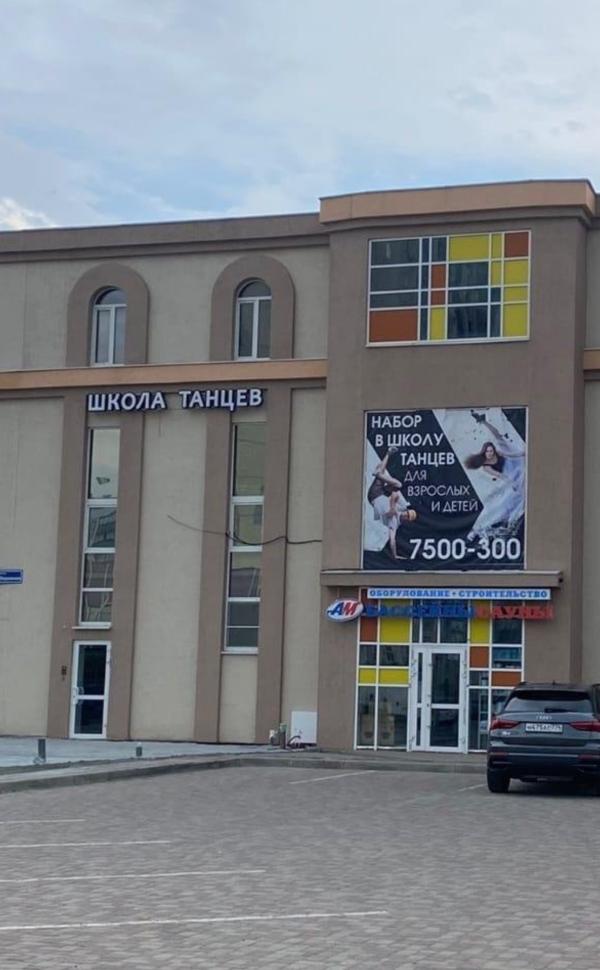 ШКОЛА ТАНЦЕВ
НАБОР
В ШКОЛУ
ТАНЦЕВ
ДЛЯ
ВЗРОСЛЫХ
И ДЕТЕЙ
7500-300
ОБОРУДОВАНИЕ • СТРОИТЕЛЬСТВО
АМ БАССЕЙНЫ САУНЫ